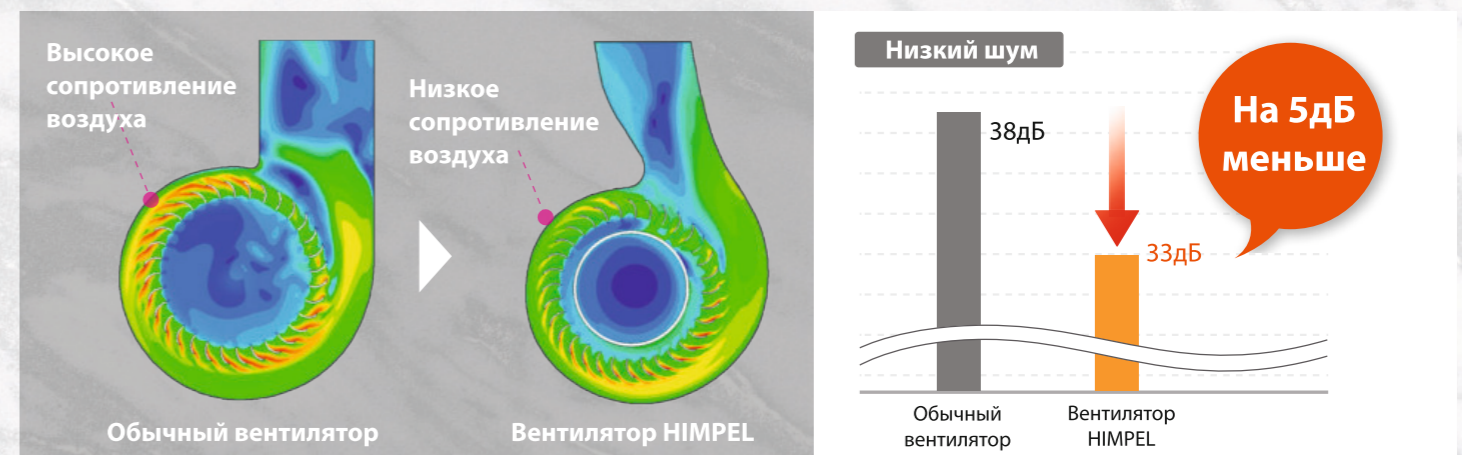 Высокое
сопротивление
воздуха
Низкое
сопротивление
воздуха
Обычный вентилятор
Вентилятор HIMPEL
Низкий шум
38дБ
33дБ
На 5дБ
меньше
Обычный
вентилятор
Вентилятор
HIMPEL